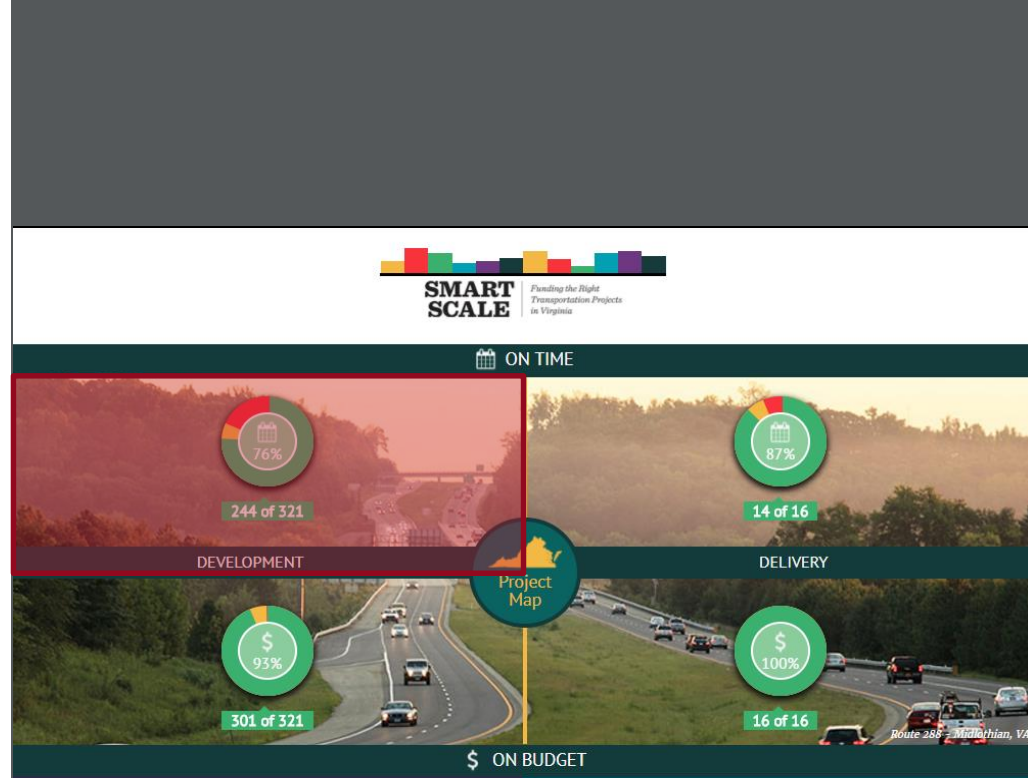 SMART
SCALE
Funding the Right
Transportation Projects
in Virginia
ON TIME
76%
244 of 321
87%
14 of 16
DEVELOPMENT
DELIVERY
Project
Map
$
93%
301 of 321
$
100%
16 of 16
Route 288 - Midlothian, VA
$ ON BUDGET